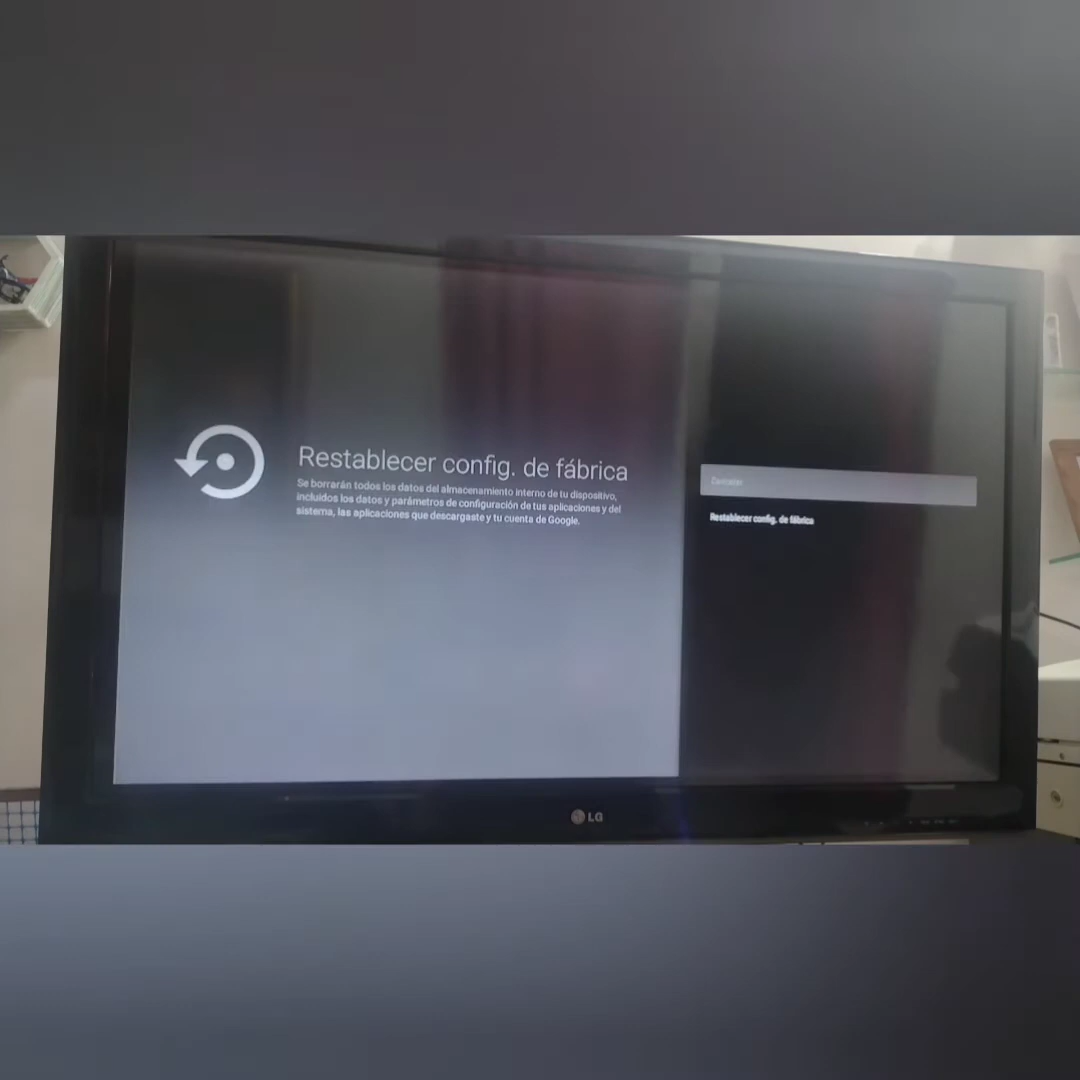 Restablecer config. de fábrica
Se borrarán todos los datos del almacenamiento interno de tu dispositivo,
incluidos los datos y parámetros de configuración de tus aplicaciones y del
sistema, las aplicaciones que descargaste y tu cuenta de Google.
Cancelar
Restablecer config. de fábrica
LG